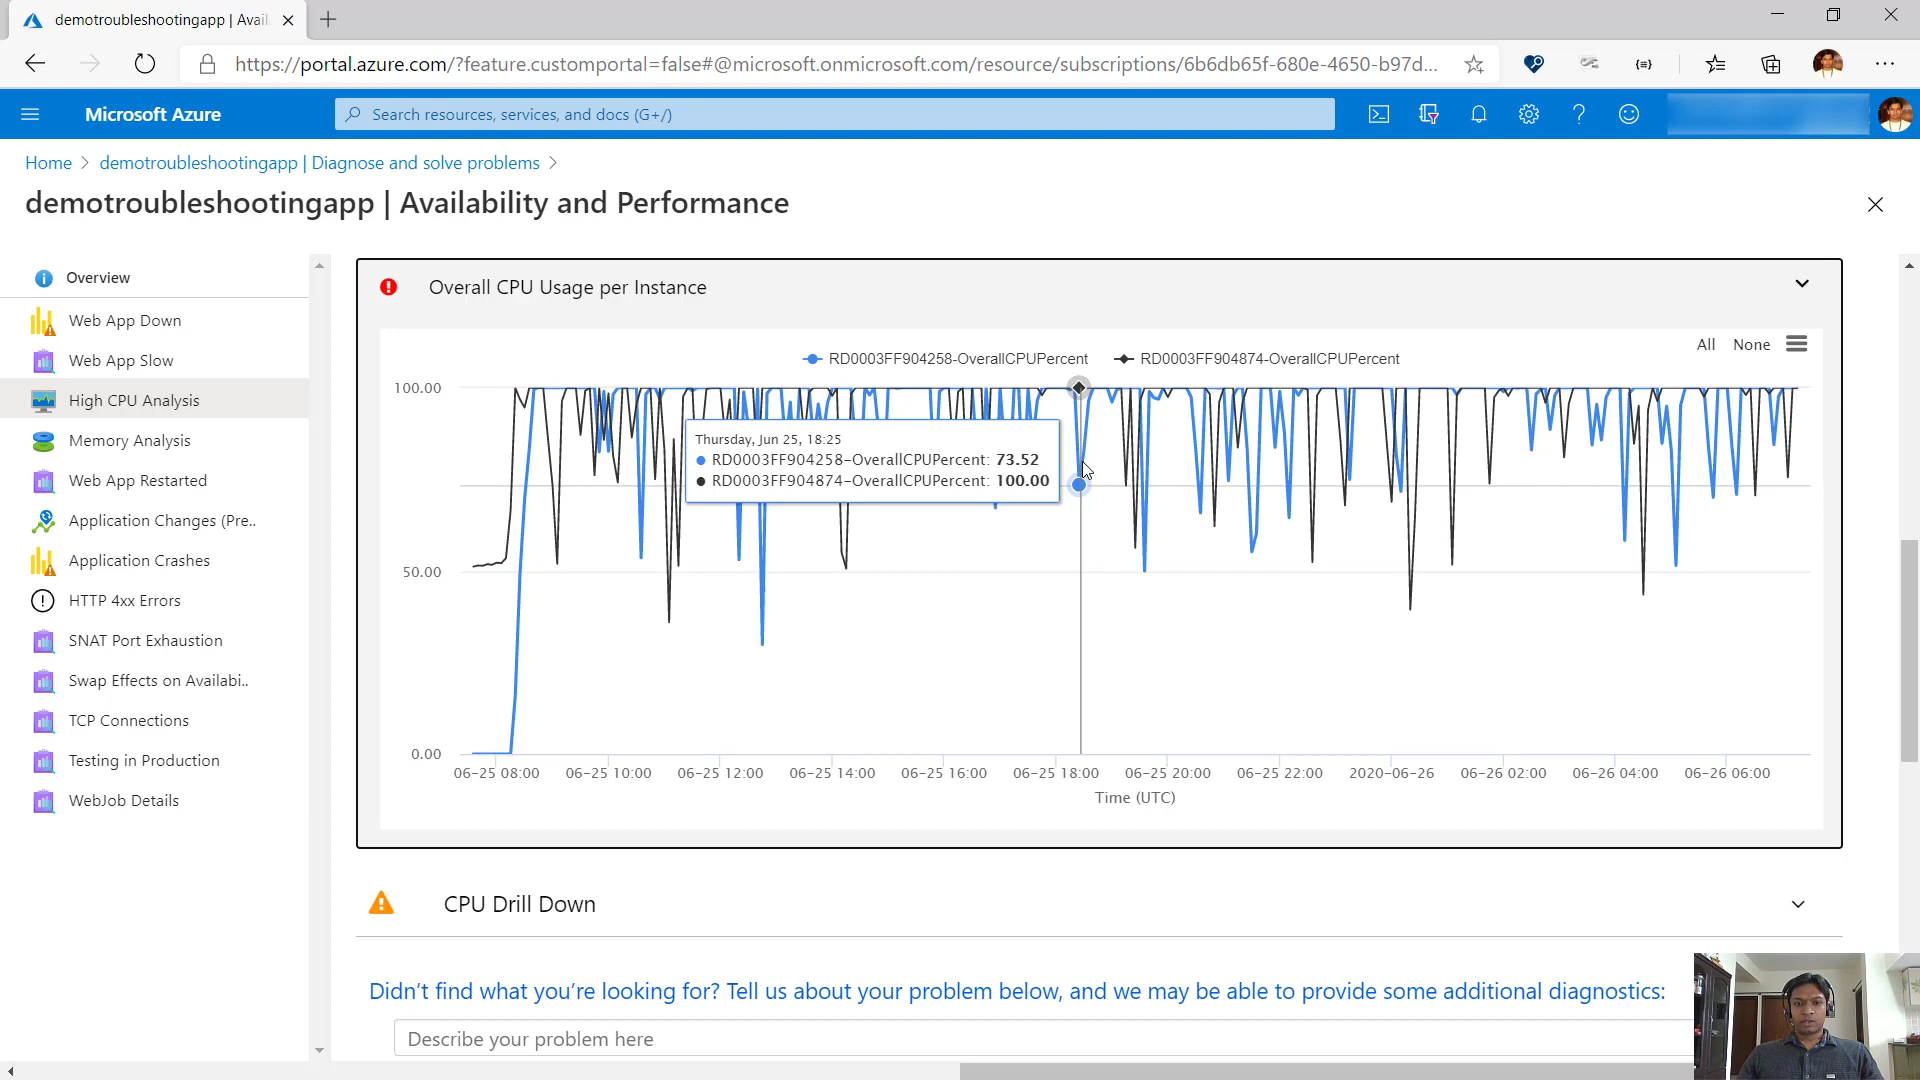 demotroubleshootingapp | Avail
https://portal.azure.com/?feature.customportal=false#@microsoft.onmicrosoft.com/resource/subscriptions/6b6db65f-680e-4650-b97d...
Microsoft Azure
Search resources, services, and docs (G+/)
Home > demotroubleshootingapp | Diagnose and solve problems >
demotroubleshootingapp | Availability and Performance
Overview
Web App Down
Web App Slow
High CPU Analysis
Memory Analysis
Web App Restarted
Application Changes (Pre..
Application Crashes
HTTP 4xx Errors
SNAT Port Exhaustion
Swap Effects on Availabi..
TCP Connections
Testing in Production
WebJob Details
Overall CPU Usage per Instance
All None
RD0003FF904258-OverallCPUPercent RD0003FF904874-OverallCPUPercent
100.00
50.00
0.00
Thursday, Jun 25, 18:25
RD0003FF904258-OverallCPUPercent: 73.52
RD0003FF904874-OverallCPUPercent: 100.00
06-25 08:00 06-25 10:00 06-25 12:00 06-25 14:00 06-25 16:00 06-25 18:00 06-25 20:00 06-25 22:00 2020-06-26 06-26 02:00 06-26 04:00 06-26 06:00
Time (UTC)
CPU Drill Down
Didn't find what you're looking for? Tell us about your problem below, and we may be able to provide some additional diagnostics:
Describe your problem here